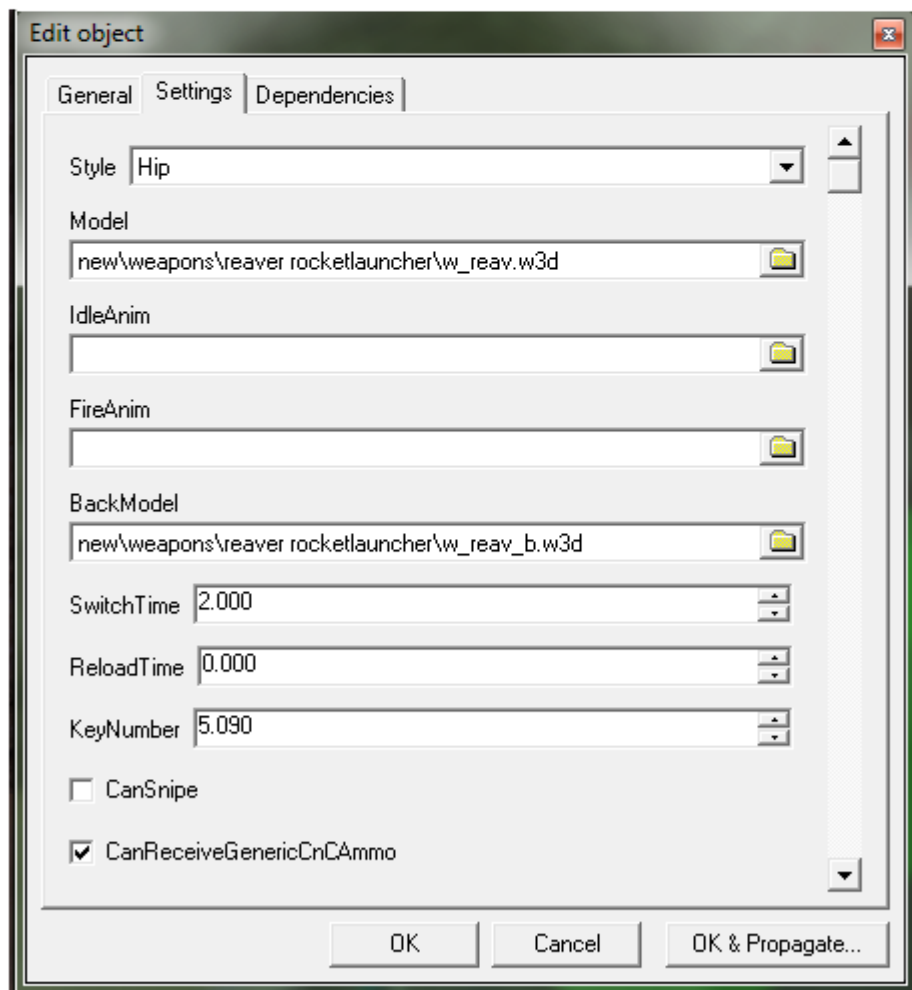 Edit object
General Settings Dependencies
Style Hip
Model
new\weapons\reaver rocketlauncher\w_reav.w3d
IdleAnim
FireAnim
BackModel
new\weapons\reaver rocketlauncher\w_reav_b.w3d
SwitchTime 2.000
ReloadTime 0.000
KeyNumber 5.090
CanSnipe
CanReceiveGenericCnCAmmo
OK Cancel OK & Propagate...